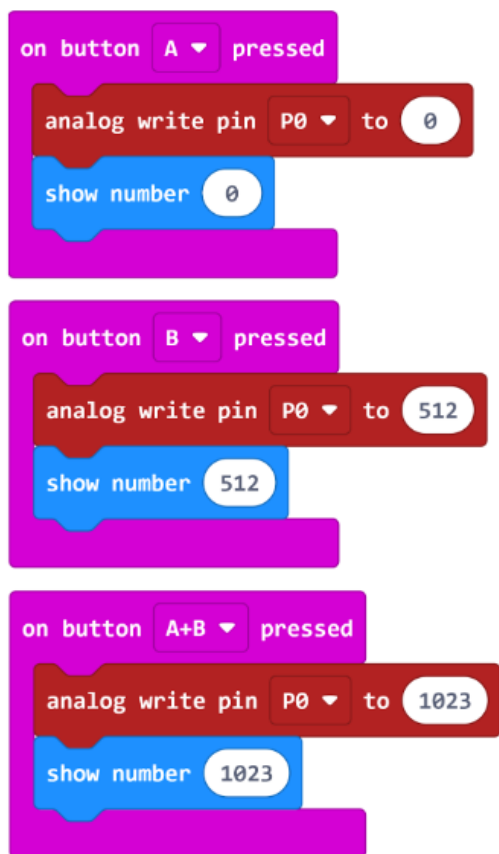 on button A pressed
analog write pin P0 to 0
show number 0
on button B pressed
analog write pin P0 to 512
show number 512
on button A+B pressed
analog write pin P0 to 1023
show number 1023